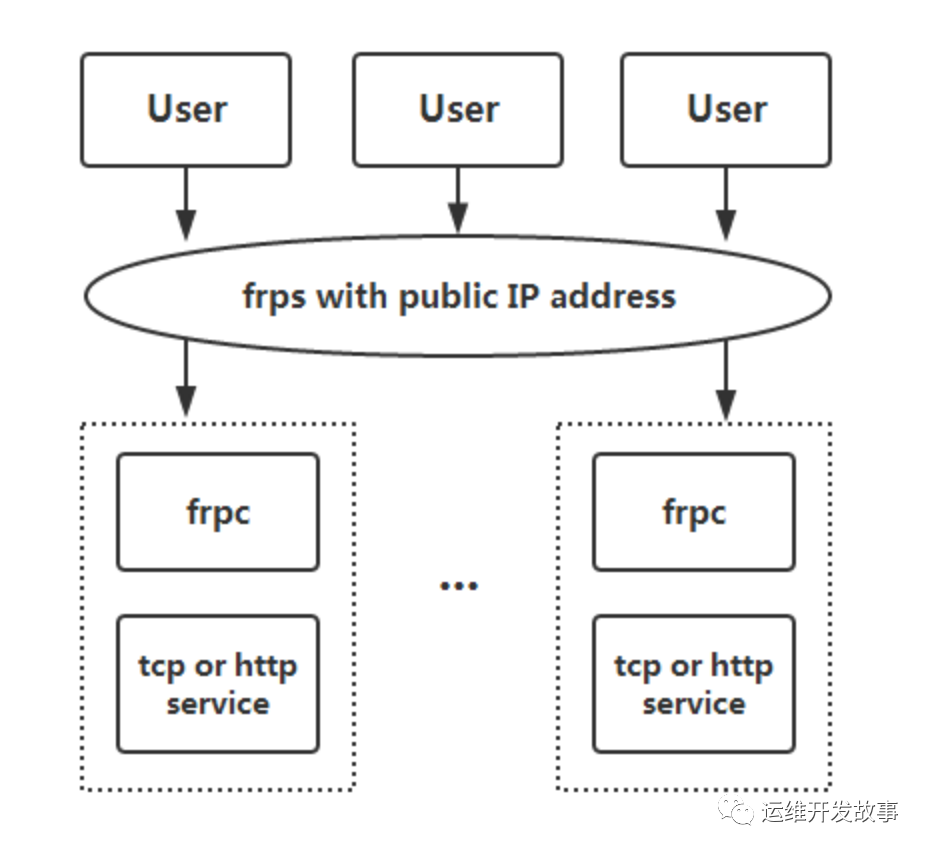 User
User
User
frps with public IP address
frpc
frpc
...
tcp or http
service
tcp or http
service
运维开发故事